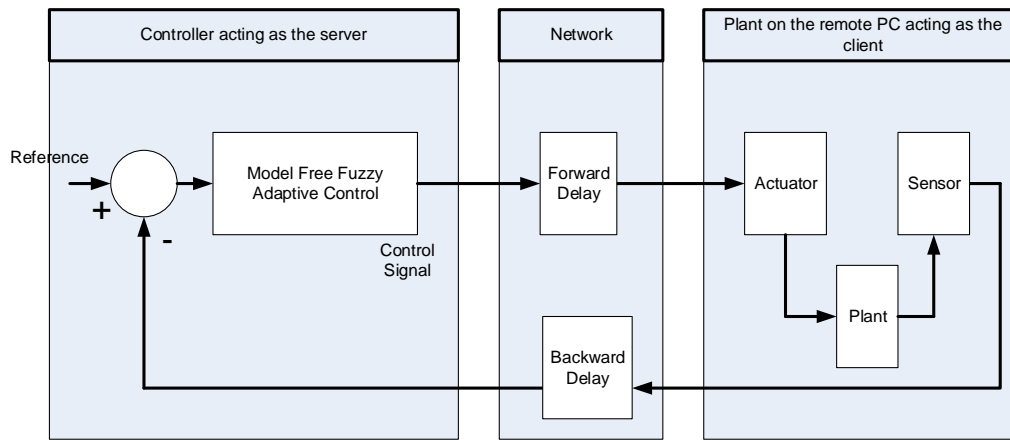 Controller acting as the server
Network
Plant on the remote PC acting as the
client
Reference
+
-
Model Free Fuzzy
Adaptive Control
Control
Signal
Forward
Delay
Actuator
Sensor
Plant
Backward
Delay